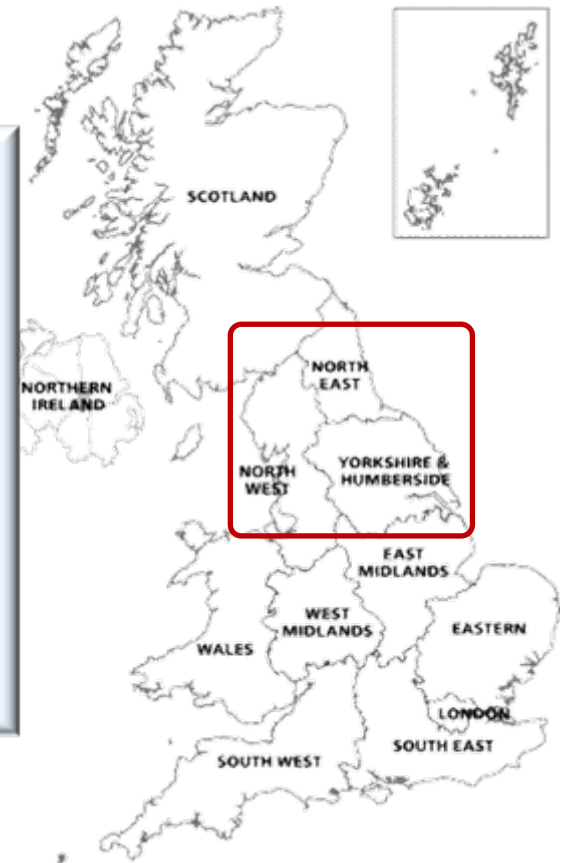 SCOTLAND
NORTHERN
IRELAND
NORTH
EAST
NORTH
WEST
YORKSHIRE &
HUMBERSIDE
EAST
MIDLANDS
WEST
MIDLANDS
EASTERN
WALES
LONDON
SOUTH EAST
SOUTH WEST